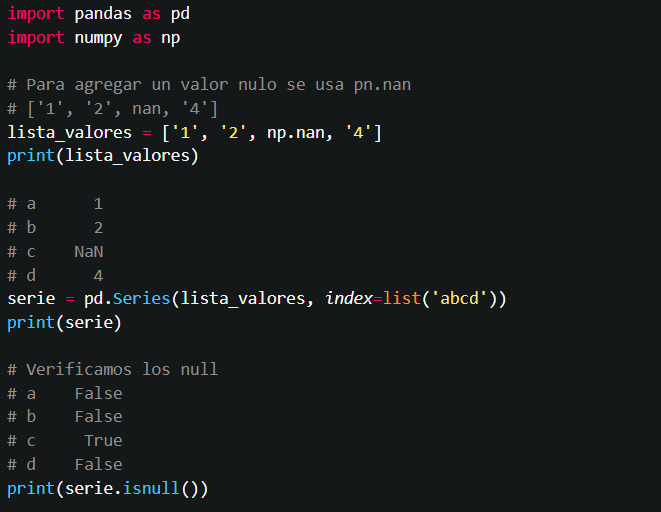 import pandas as pd
import numpy as np
# Para agregar un valor nulo se usa pn.nan
# ['1', '2', nan, '4']
lista_valores = ['1', '2', np.nan, '4']
print(lista_valores)
# a      1
# b      2
# c    NaN
# d      4
serie = pd.Series(lista_valores, index=list('abcd'))
print(serie)
# Verificamos los null
# a    False
# b    False
# c     True
# d    False
print(serie.isnull())